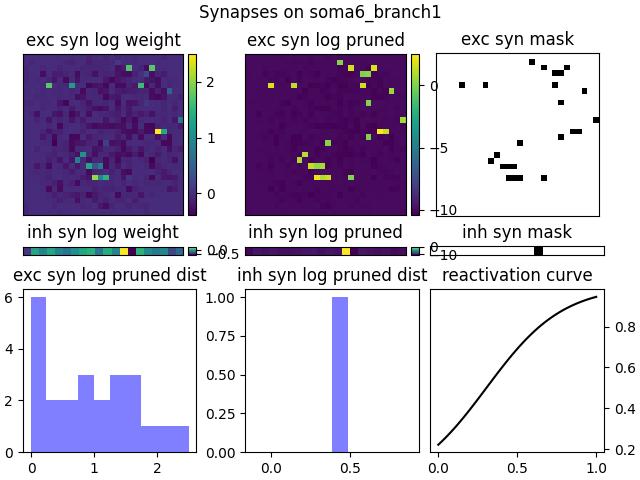 Synapses on soma6_branch1
exc syn log weight
exc syn log pruned
exc syn mask
2
1
0
0
−5
−10
inh syn log weight
inh syn log pruned
inh syn mask
0.0
−0.5
0
−10
exc syn log pruned dist
inh syn log pruned dist
reactivation curve
6
4
2
0
0 1 2
1.00
0.75
0.50
0.25
0.00
0.0 0.5
0.8
0.6
0.4
0.2
0.0 0.5 1.0